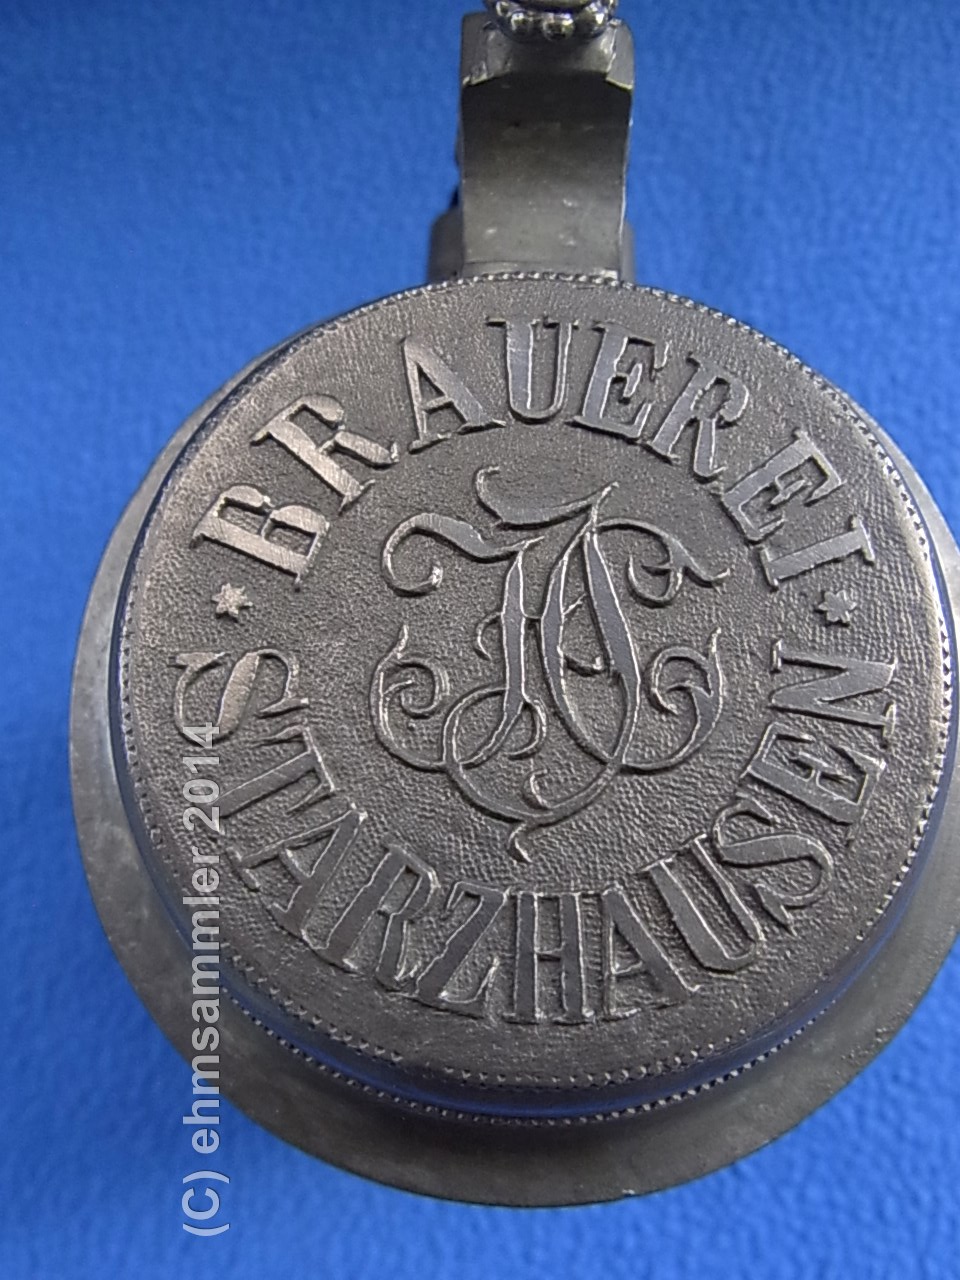 BRAUEREI
STARZHAUSEN
(C) ehmsammler 2014